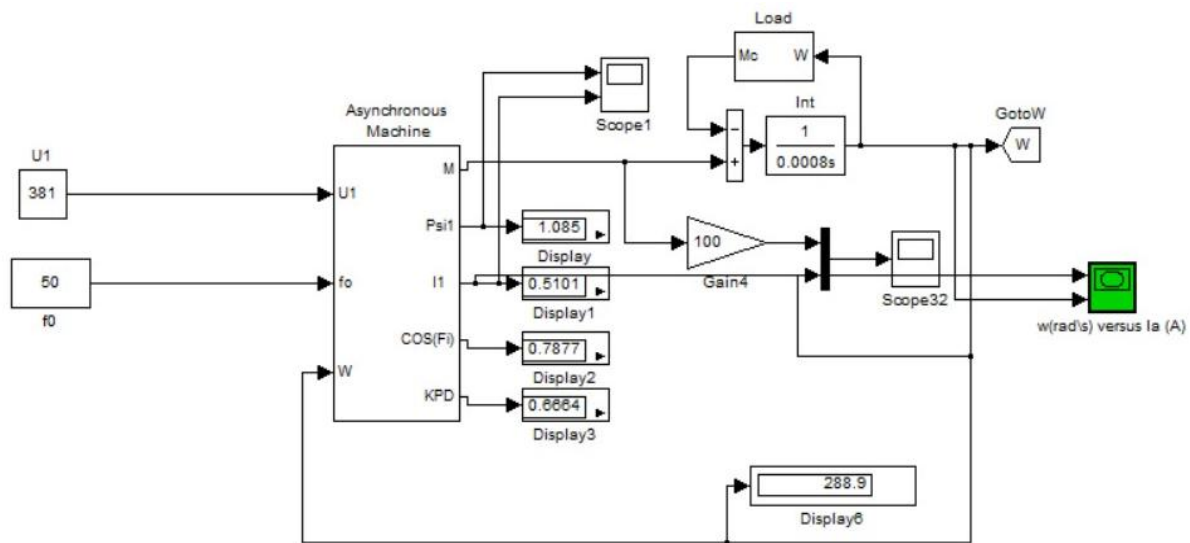 Load
Mc W
Asynchronous
Machine
Scope1
Int
1
0.0008s
GotoW
W
U1
381
U1
M
−
+
Psi1
1.085
Display
100
Gain4
Scope32
50
f0
fo
I1
0.5101
Display1
w(rad\s) versus Ia (A)
COS(Fi)
0.7877
Display2
W
KPD
0.6664
Display3
288.9
Display6